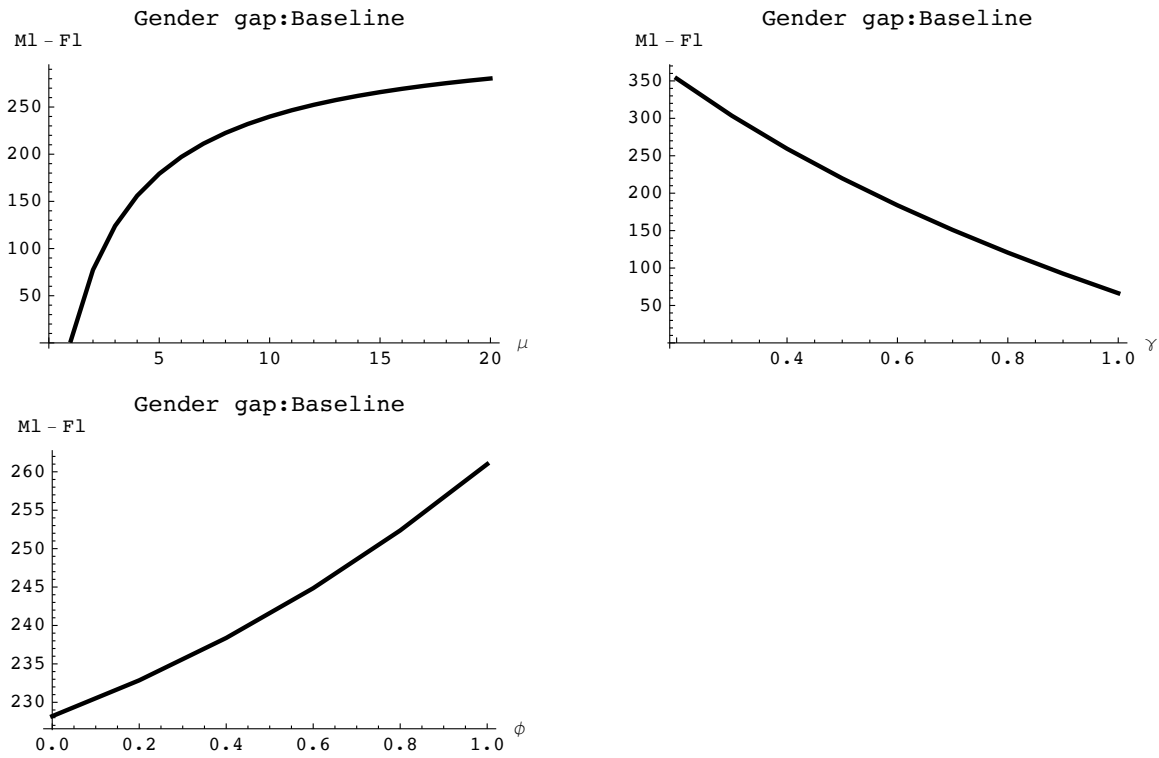 Gender gap:Baseline
Ml - Fl
250
200
150
100
50
5 10 15 20 μ
Gender gap:Baseline
Ml - Fl
350
300
250
200
150
100
50
0.4 0.6 0.8 1.0 γ
Gender gap:Baseline
Ml - Fl
260
255
250
245
240
235
230
0.0 0.2 0.4 0.6 0.8 1.0 ϕ